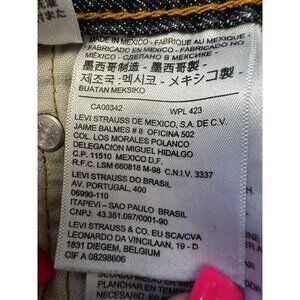 MADE IN MEXICO - FABRIQUE AU MEXIQUE -
FABRICADO EM MÉXICO - FABRICADO NO
MÉXICO - СДЕЛАНО В МЕКСИКЕ -
墨西哥制造 - 墨西哥製 -
제조국: 멕시코 - メキシコ製 -
BUATAN MEKSIKO
CA00342 WPL 423
LEVI STRAUSS DE MEXICO, S.A. DE C.V.
JAIME BALMES # 8 OFICINA 502
COL. LOS MORALES POLANCO
DELEGACION MIGUEL HIDALGO
C.P. 11510 MEXICO D.F.
R.F.C. LSM 660818 M-98 C.N.I.V. 3337
LEVI STRAUSS DO BRASIL
AV. PORTUGAL, 400
06990-110
ITAPEVI - SAO PAULO BRASIL
CNPJ: 43.351.097/0001-90
LEVI STRAUSS & CO. EU SCA/CVA
LEONARDO DA VINCILAAN, 19 - D
1831 DIEGEM, BELGIUM
CIF A 08298606
PLANCHAR EN